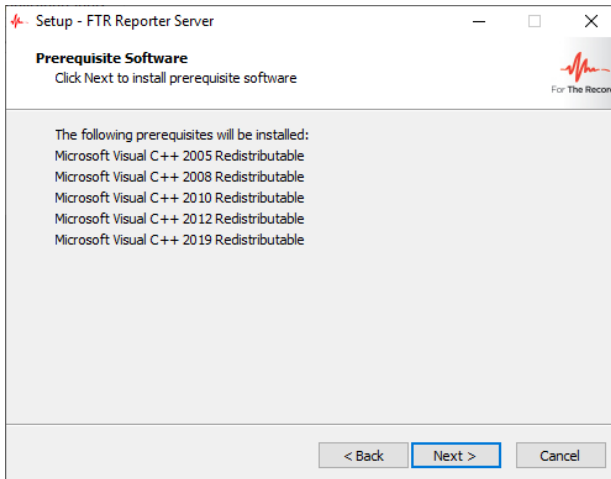 Setup - FTR Reporter Server
Prerequisite Software
Click Next to install prerequisite software
For The Record
The following prerequisites will be installed:
Microsoft Visual C++ 2005 Redistributable
Microsoft Visual C++ 2008 Redistributable
Microsoft Visual C++ 2010 Redistributable
Microsoft Visual C++ 2012 Redistributable
Microsoft Visual C++ 2019 Redistributable
< Back Next > Cancel